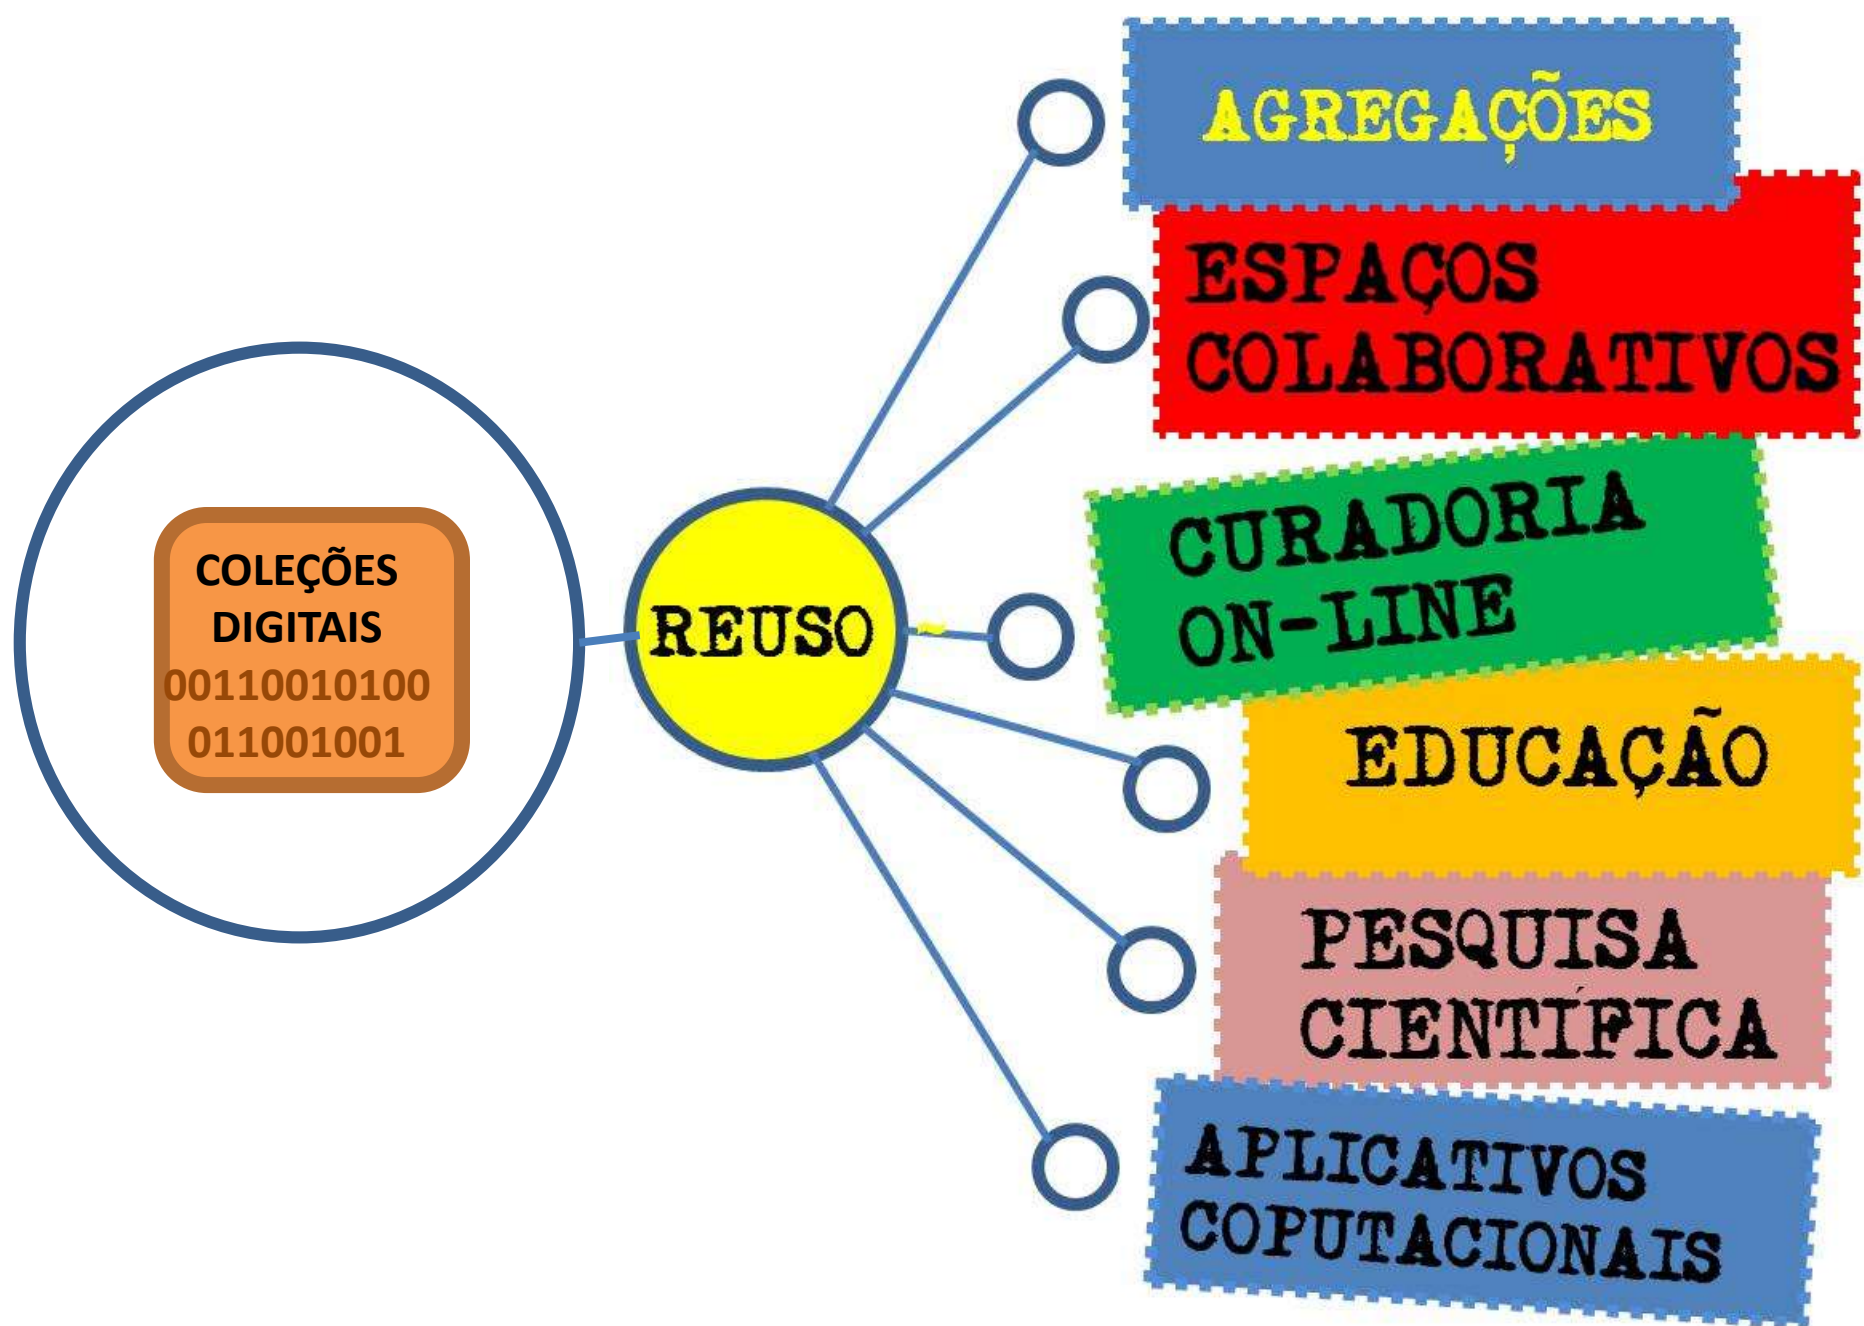 COLEÇÕES
DIGITAIS
00110010100
011001001
REUSO
AGREGAÇÕES
ESPAÇOS
COLABORATIVOS
CURADORIA
ON-LINE
EDUCAÇÃO
PESQUISA
CIENTÍFICA
APLICATIVOS
COPUTACIONAIS